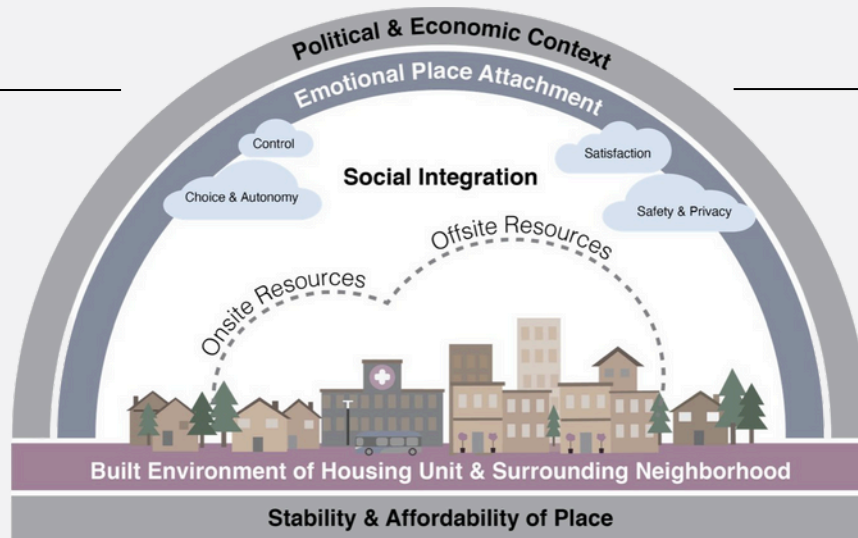 Political & Economic Context
Emotional Place Attachment
Control
Satisfaction
Social Integration
Choice & Autonomy
Safety & Privacy
Offsite Resources
Onsite Resources
Built Environment of Housing Unit & Surrounding Neighborhood
Stability & Affordability of Place